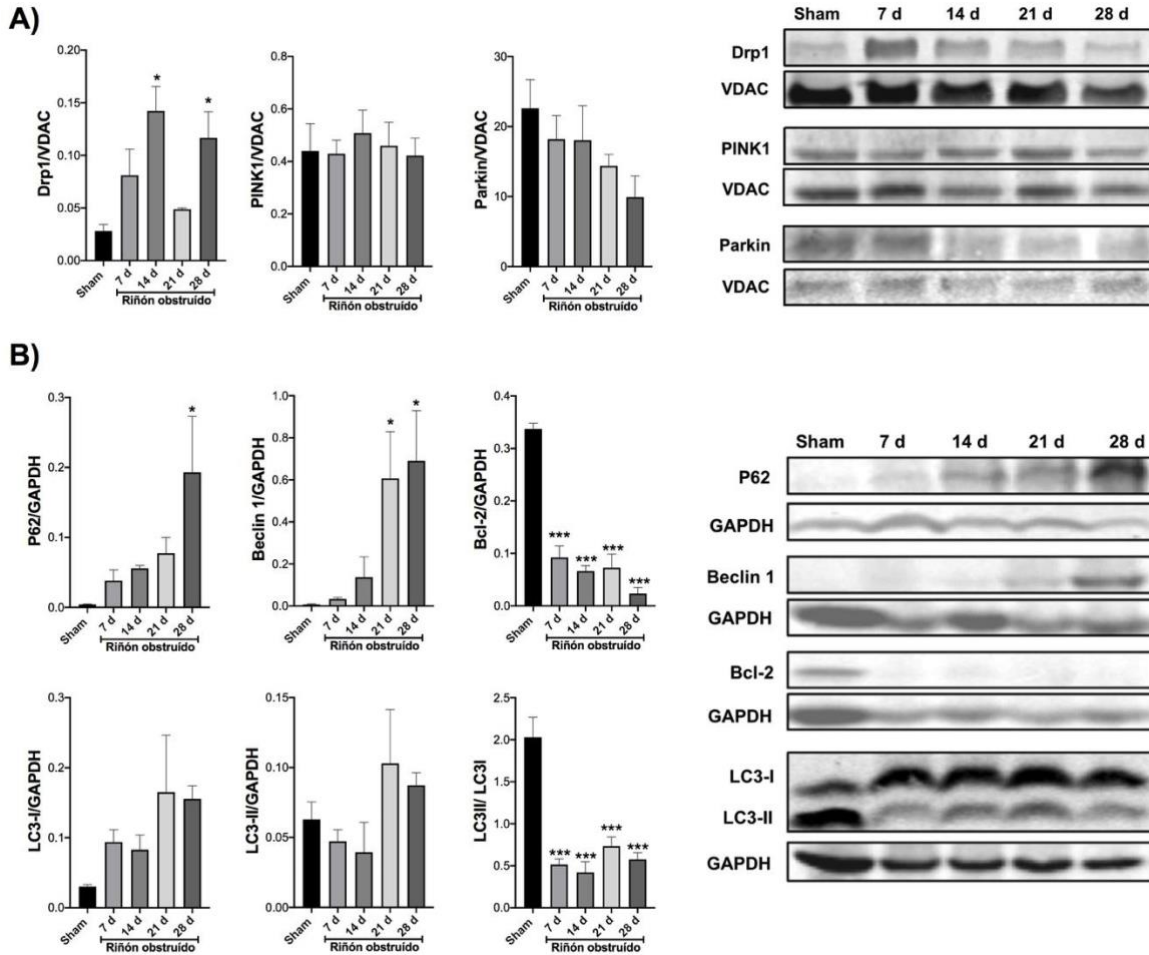 A)
Drp1/VDAC
0.20
0.15
0.10
0.05
0.00
*
*
Sham
7 d
14 d
21 d
28 d
Riñón obstruído
PINK1/VDAC
0.8
0.6
0.4
0.2
0.0
Sham
7 d
14 d
21 d
28 d
Riñón obstruído
Parkin/VDAC
30
20
10
0
Sham
7 d
14 d
21 d
28 d
Riñón obstruído
Sham 7 d 14 d 21 d 28 d
Drp1
VDAC
PINK1
VDAC
Parkin
VDAC
B)
P62/GAPDH
0.3
0.2
0.1
0.0
*
Sham
7 d
14 d
21 d
28 d
Riñón obstruído
Beclin 1/GAPDH
1.0
0.8
0.6
0.4
0.2
0.0
*
*
Sham
7 d
14 d
21 d
28 d
Riñón obstruído
Bcl-2/GAPDH
0.4
0.3
0.2
0.1
0.0
***
***
***
***
Sham
7 d
14 d
21 d
28 d
Riñón obstruído
LC3-I/GAPDH
0.3
0.2
0.1
0.0
Sham
7 d
14 d
21 d
28 d
Riñón obstruído
LC3-II/GAPDH
0.15
0.10
0.05
0.00
Sham
7 d
14 d
21 d
28 d
Riñón obstruído
LC3II/ LC3I
2.5
2.0
1.5
1.0
0.5
0.0
***
***
***
***
Sham
7 d
14 d
21 d
28 d
Riñón obstruído
Sham 7 d 14 d 21 d 28 d
P62
GAPDH
Beclin 1
GAPDH
Bcl-2
GAPDH
LC3-I
LC3-II
GAPDH